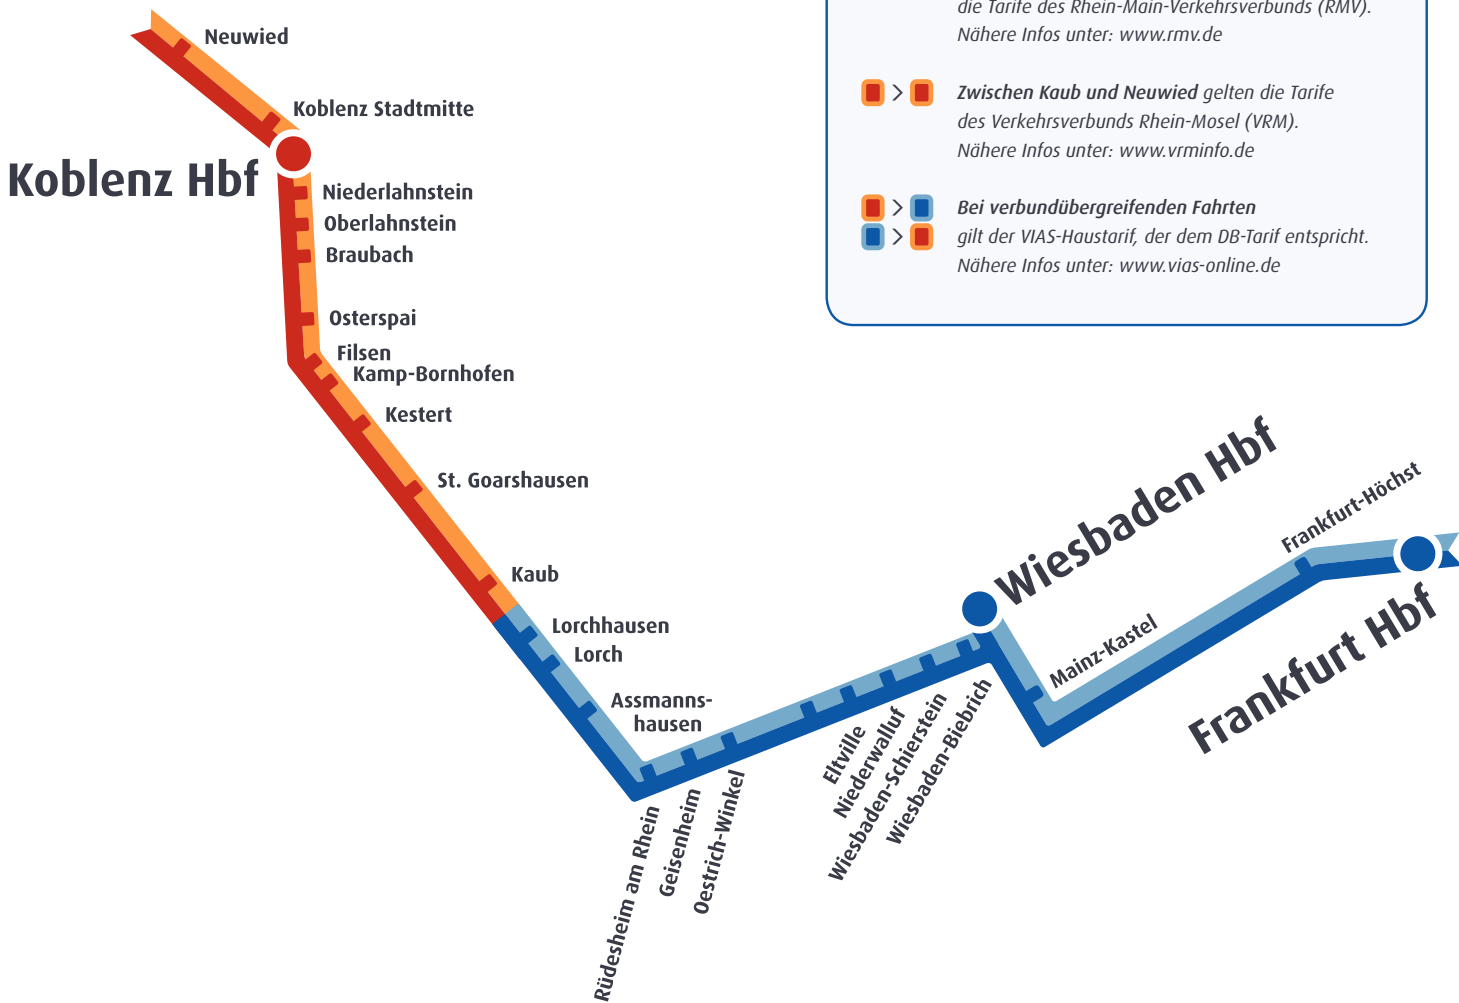 die Tarife des Rhein-Main-Verkehrsverbunds (RMV).
Nähere Infos unter: www.rmv.de
> Zwischen Kaub und Neuwied gelten die Tarife
des Verkehrsverbunds Rhein-Mosel (VRM).
Nähere Infos unter: www.vrminfo.de
> Bei verbundübergreifenden Fahrten
> gilt der VIAS-Haustarif, der dem DB-Tarif entspricht.
Nähere Infos unter: www.vias-online.de
Neuwied
Koblenz Stadtmitte
Koblenz Hbf
Niederlahnstein
Oberlahnstein
Braubach
Osterspai
Filsen
Kamp-Bornhofen
Kestert
St. Goarshausen
Kaub
Lorchhausen
Lorch
Assmanns-
hausen
Rüdesheim am Rhein
Geisenheim
Oestrich-Winkel
Eltville
Niederwalluf
Wiesbaden-Schierstein
Wiesbaden-Biebrich
Wiesbaden Hbf
Mainz-Kastel
Frankfurt-Höchst
Frankfurt Hbf